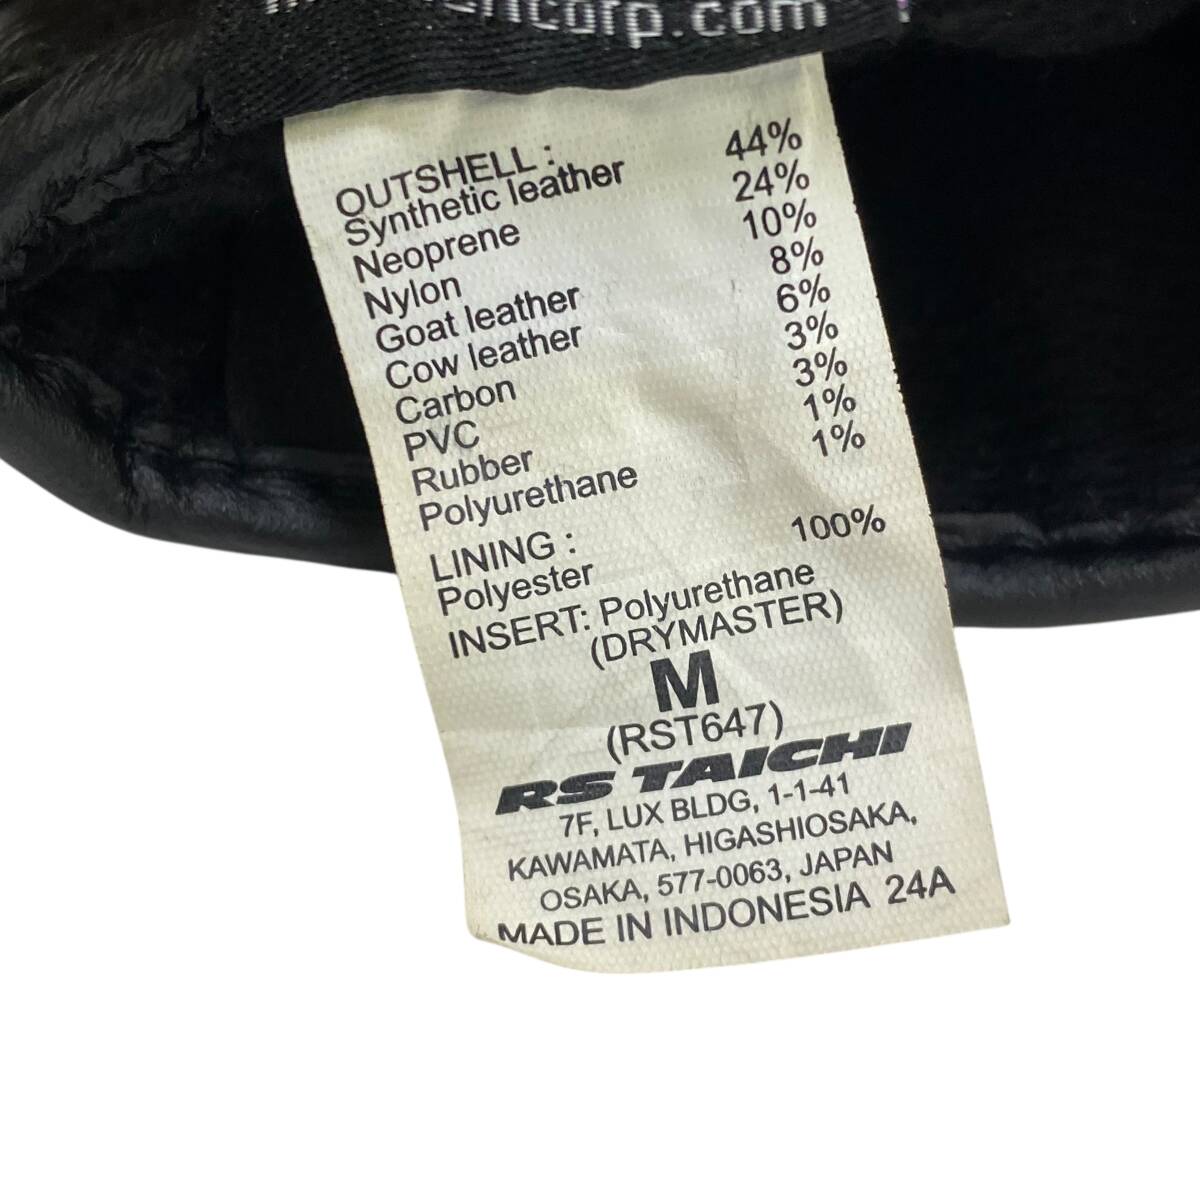 corp.com
OUTSHELL :
Synthetic leather 44%
Neoprene 24%
Nylon 10%
Goat leather 8%
Cow leather 6%
Carbon 3%
PVC 3%
Rubber 1%
Polyurethane 1%
LINING :
Polyester 100%
INSERT: Polyurethane
(DRYMASTER)
M
(RST647)
RS TAICHI
7F, LUX BLDG, 1-1-41
KAWAMATA, HIGASHIOSAKA,
OSAKA, 577-0063, JAPAN
MADE IN INDONESIA 24A